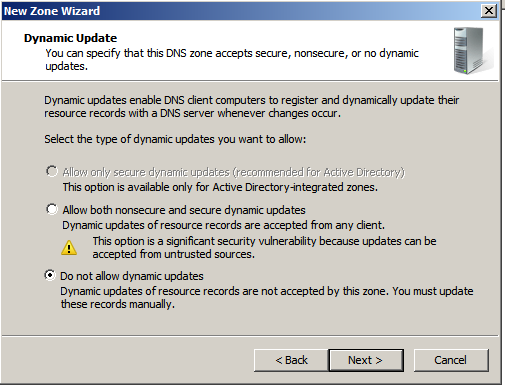 New Zone Wizard
Dynamic Update
You can specify that this DNS zone accepts secure, nonsecure, or no dynamic
updates.
Dynamic updates enable DNS client computers to register and dynamically update their
resource records with a DNS server whenever changes occur.
Select the type of dynamic updates you want to allow:
Allow only secure dynamic updates (recommended for Active Directory)
This option is available only for Active Directory-integrated zones.
Allow both nonsecure and secure dynamic updates
Dynamic updates of resource records are accepted from any client.
This option is a significant security vulnerability because updates can be
accepted from untrusted sources.
Do not allow dynamic updates
Dynamic updates of resource records are not accepted by this zone. You must update
these records manually.
< Back Next > Cancel